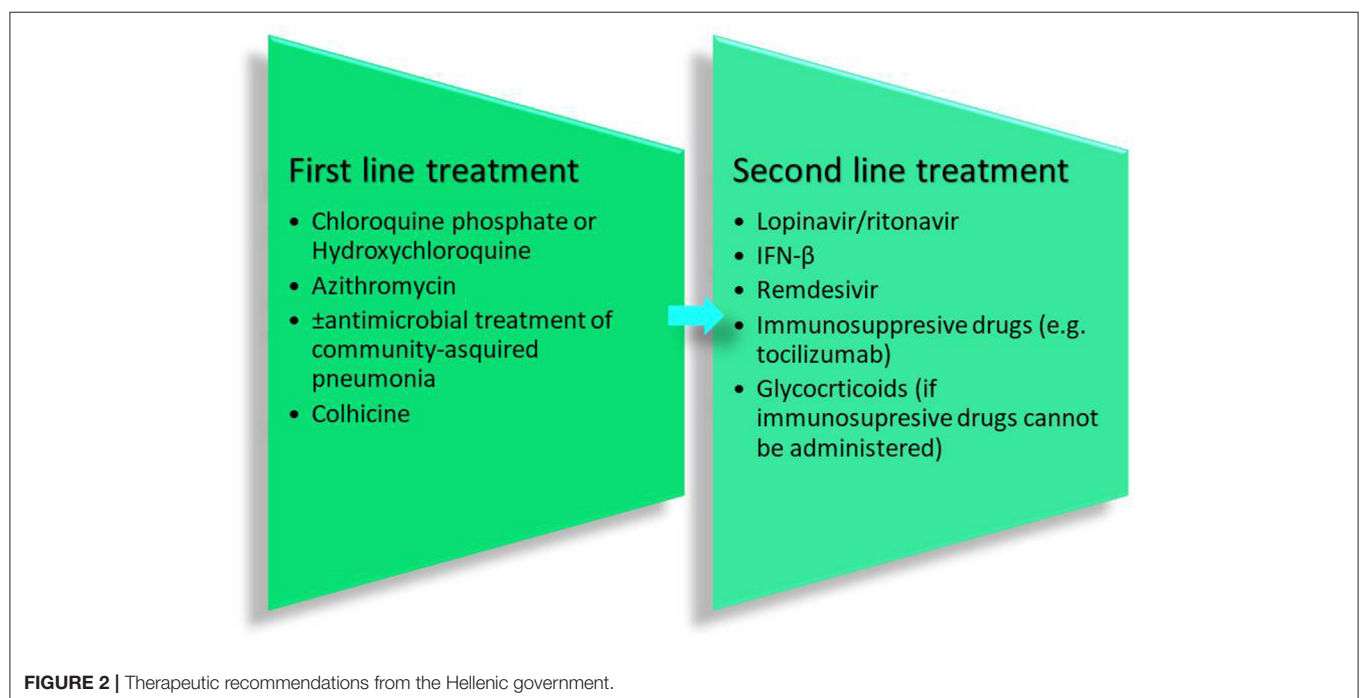 First line treatment
• Chloroquine phosphate or
Hydroxychloroquine
• Azithromycin
• ±antimicrobial treatment of
community-asquired
pneumonia
• Colhicine
Second line treatment
• Lopinavir/ritonavir
• IFN-β
• Remdesivir
• Immunosuppresive drugs (e.g.
tocilizumab)
• Glycocrticoids (if
immunosupresive drugs cannot
be administered)
FIGURE 2 | Therapeutic recommendations from the Hellenic government.